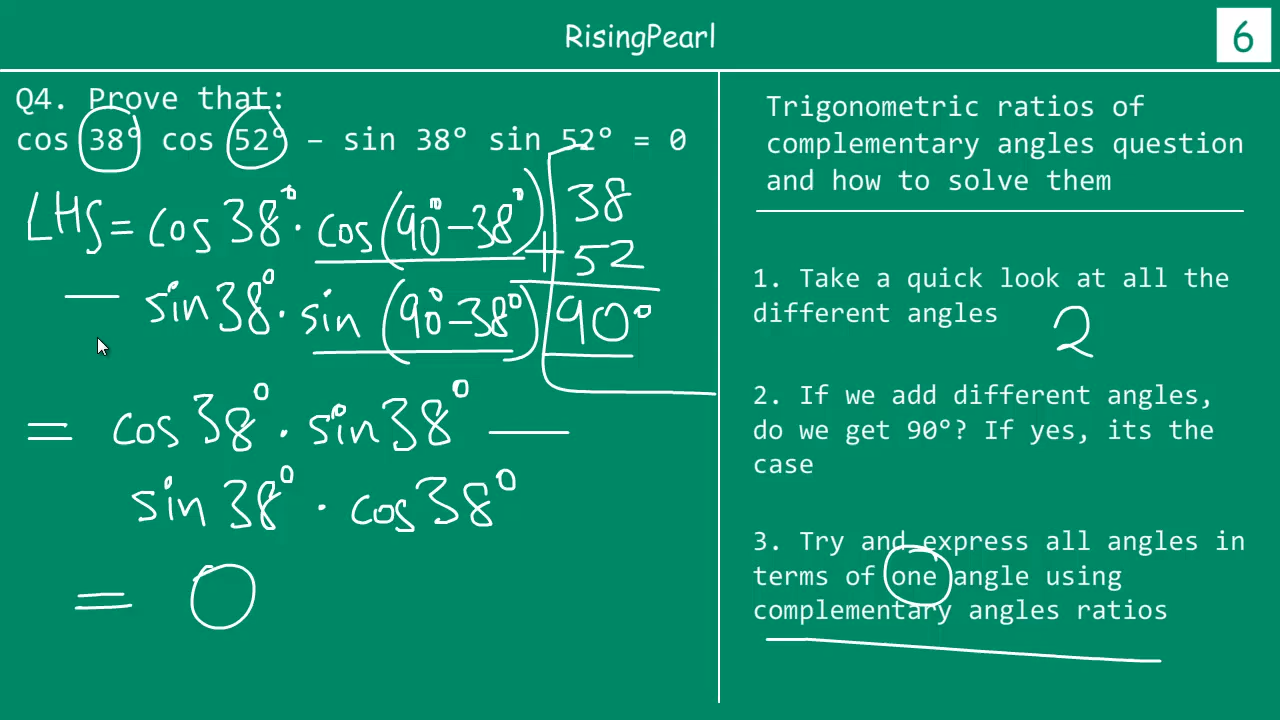 RisingPearl
6
Q4. Prove that:
cos 38° cos 52° – sin 38° sin 52° = 0
LHS = cos 38° · cos (90° – 38°)
– sin 38° · sin (90° – 38°)
38
+ 52
90°
= cos 38° · sin 38° –
sin 38° · cos 38°
= 0
Trigonometric ratios of
complementary angles question
and how to solve them
1. Take a quick look at all the
different angles
2
2. If we add different angles,
do we get 90°? If yes, its the
case
3. Try and express all angles in
terms of one angle using
complementary angles ratios